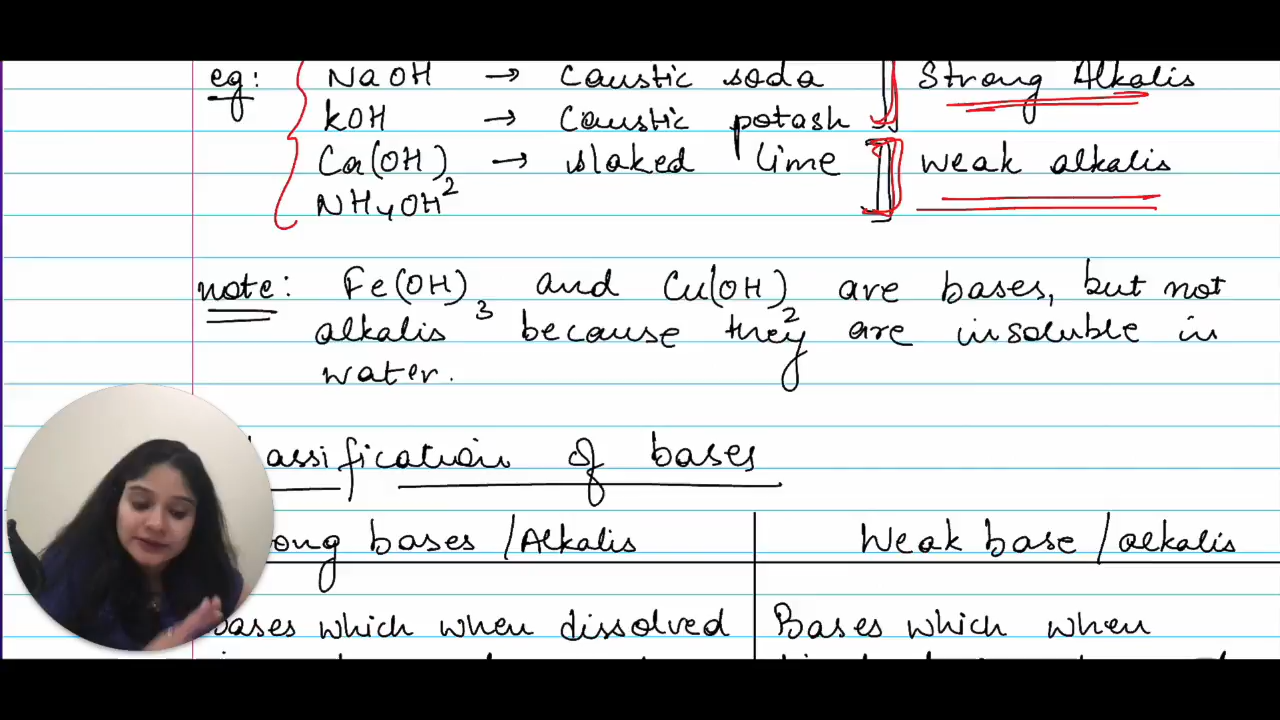 eg: NaOH → Caustic soda Strong Alkalis
KOH → Caustic potash
Ca(OH)₂ → slaked lime weak alkalis
NH₄OH
note: Fe(OH)₃ and Cu(OH)₂ are bases, but not
alkalis because they are insoluble in
water.
assification of bases
ong bases /Alkalis Weak base /alkalis
Bases which when dissolved Bases which when